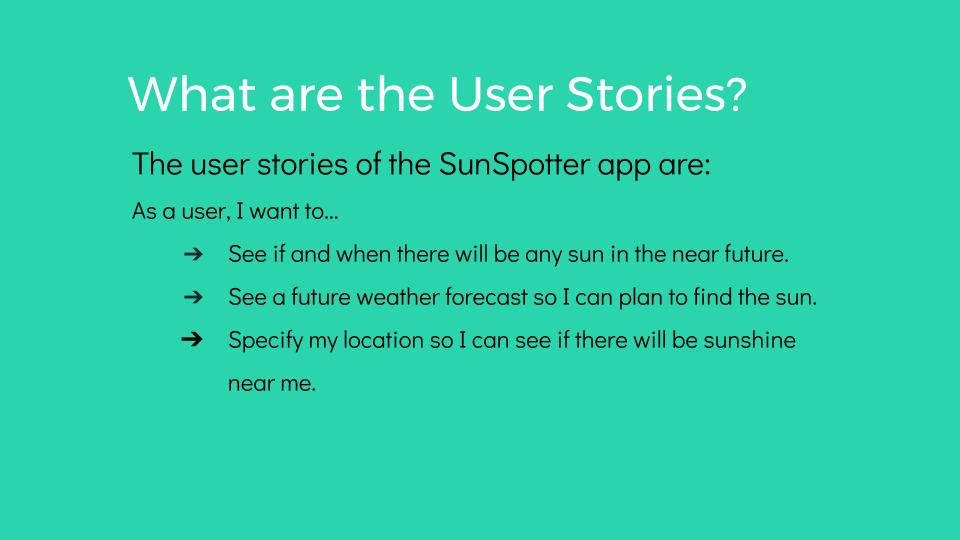 What are the User Stories?
The user stories of the SunSpotter app are:
As a user, I want to...
➔ See if and when there will be any sun in the near future.
➔ See a future weather forecast so I can plan to find the sun.
➔ Specify my location so I can see if there will be sunshine
near me.